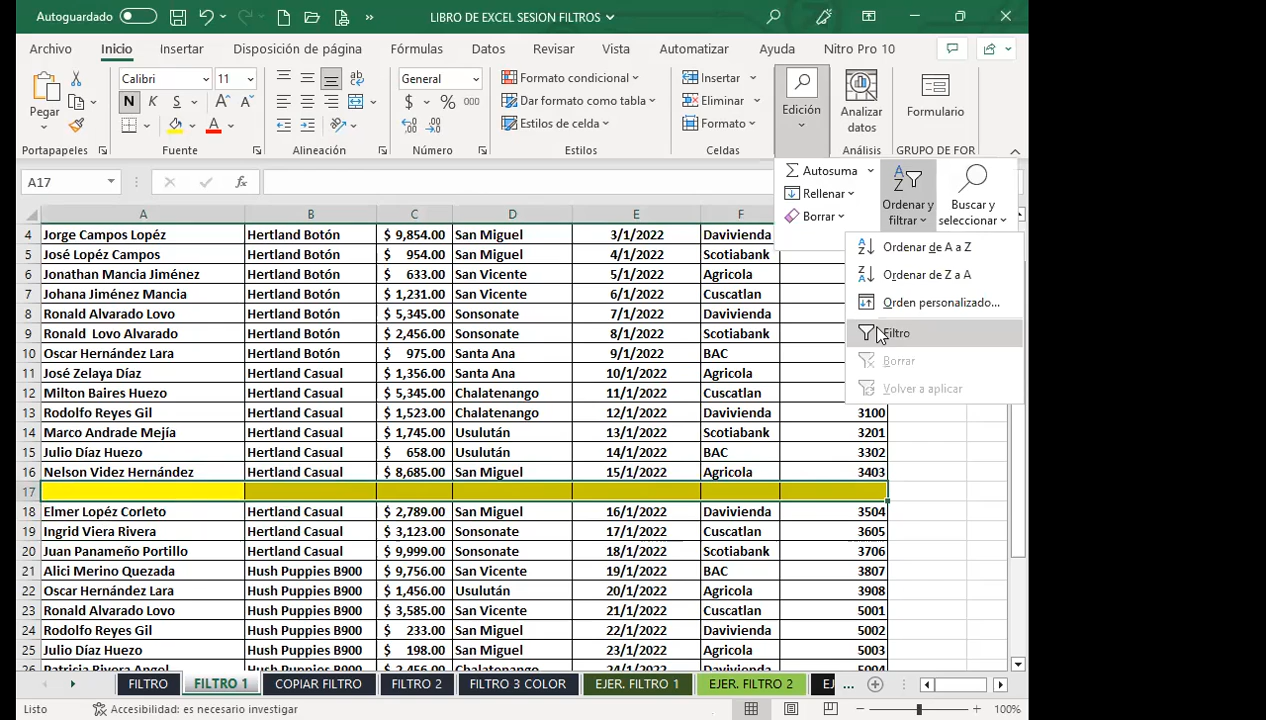 Autoguardado LIBRO DE EXCEL SESION FILTROS
Archivo Inicio Insertar Disposición de página Fórmulas Datos Revisar Vista Automatizar Ayuda Nitro Pro 10
Calibri 11 General Formato condicional Insertar
Pegar N K S $ % 000 Dar formato como tabla Eliminar Edición Analizar datos Formulario
Estilos de celda Formato
Portapapeles Fuente Alineación Número Estilos Celdas Análisis GRUPO DE FOR
A17 fx
Autosuma
Rellenar
Borrar
Ordenar y filtrar
Buscar y seleccionar
Ordenar de A a Z
Ordenar de Z a A
Orden personalizado...
Filtro
Borrar
Volver a aplicar
A B C D E F
4 Jorge Campos Lopéz Hertland Botón $ 9,854.00 San Miguel 3/1/2022 Davivienda
5 José Lopéz Campos Hertland Botón $ 954.00 San Miguel 4/1/2022 Scotiabank
6 Jonathan Mancia Jiménez Hertland Botón $ 633.00 San Vicente 5/1/2022 Agricola
7 Johana Jiménez Mancia Hertland Botón $ 1,231.00 San Vicente 6/1/2022 Cuscatlan
8 Ronald Alvarado Lovo Hertland Botón $ 5,345.00 Sonsonate 7/1/2022 Davivienda
9 Ronald Lovo Alvarado Hertland Botón $ 2,456.00 Sonsonate 8/1/2022 Scotiabank
10 Oscar Hernández Lara Hertland Botón $ 975.00 Santa Ana 9/1/2022 BAC
11 José Zelaya Díaz Hertland Casual $ 1,356.00 Santa Ana 10/1/2022 Agricola
12 Milton Baires Huezo Hertland Casual $ 5,345.00 Chalatenango 11/1/2022 Cuscatlan
13 Rodolfo Reyes Gil Hertland Casual $ 1,523.00 Chalatenango 12/1/2022 Davivienda 3100
14 Marco Andrade Mejía Hertland Casual $ 1,745.00 Usulután 13/1/2022 Scotiabank 3201
15 Julio Díaz Huezo Hertland Casual $ 658.00 Usulután 14/1/2022 BAC 3302
16 Nelson Videz Hernández Hertland Casual $ 8,685.00 San Miguel 15/1/2022 Agricola 3403
17
18 Elmer Lopéz Corleto Hertland Casual $ 2,789.00 San Miguel 16/1/2022 Davivienda 3504
19 Ingrid Viera Rivera Hertland Casual $ 3,123.00 Sonsonate 17/1/2022 Cuscatlan 3605
20 Juan Panameño Portillo Hertland Casual $ 9,999.00 Sonsonate 18/1/2022 Scotiabank 3706
21 Alici Merino Quezada Hush Puppies B900 $ 9,756.00 San Vicente 19/1/2022 BAC 3807
22 Oscar Hernández Lara Hush Puppies B900 $ 1,456.00 Usulután 20/1/2022 Agricola 3908
23 Ronald Alvarado Lovo Hush Puppies B900 $ 3,585.00 San Vicente 21/1/2022 Cuscatlan 5001
24 Rodolfo Reyes Gil Hush Puppies B900 $ 233.00 San Miguel 22/1/2022 Davivienda 5002
25 Julio Díaz Huezo Hush Puppies B900 $ 198.00 San Miguel 23/1/2022 Agricola 5003
26 Patricia Rivera Angel Hush Puppies B900 $ 2,456.00 San Miguel 24/1/2022 Davivienda 5004
FILTRO FILTRO 1 COPIAR FILTRO FILTRO 2 FILTRO 3 COLOR EJER. FILTRO 1 EJER. FILTRO 2 EJ ...
Listo Accesibilidad: es necesario investigar 100%